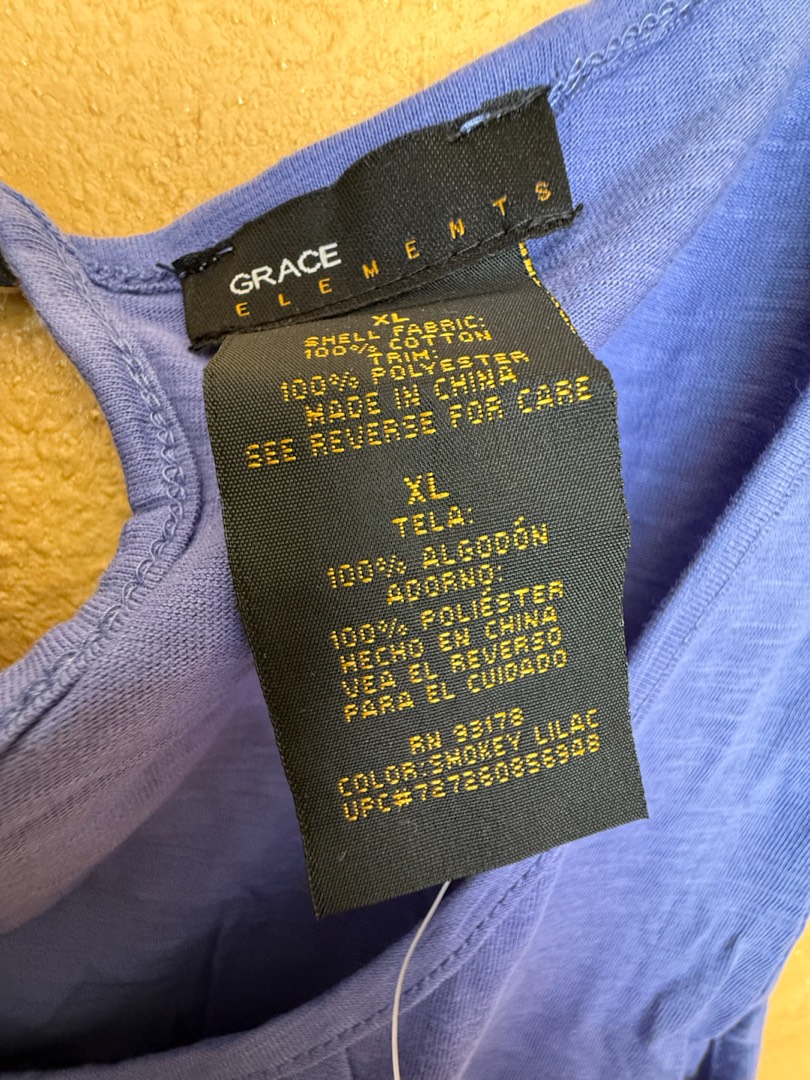 GRACE
ELEMENTS
XL
SHELL FABRIC:
100% COTTON
TRIM:
100% POLYESTER
MADE IN CHINA
SEE REVERSE FOR CARE
XL
TELA:
100% ALGODÓN
ADORNO:
100% POLIÉSTER
HECHO EN CHINA
VEA EL REVERSO
PARA EL CUIDADO
RN 93178
COLOR:SMOKEY LILAC
UPC#727260856948